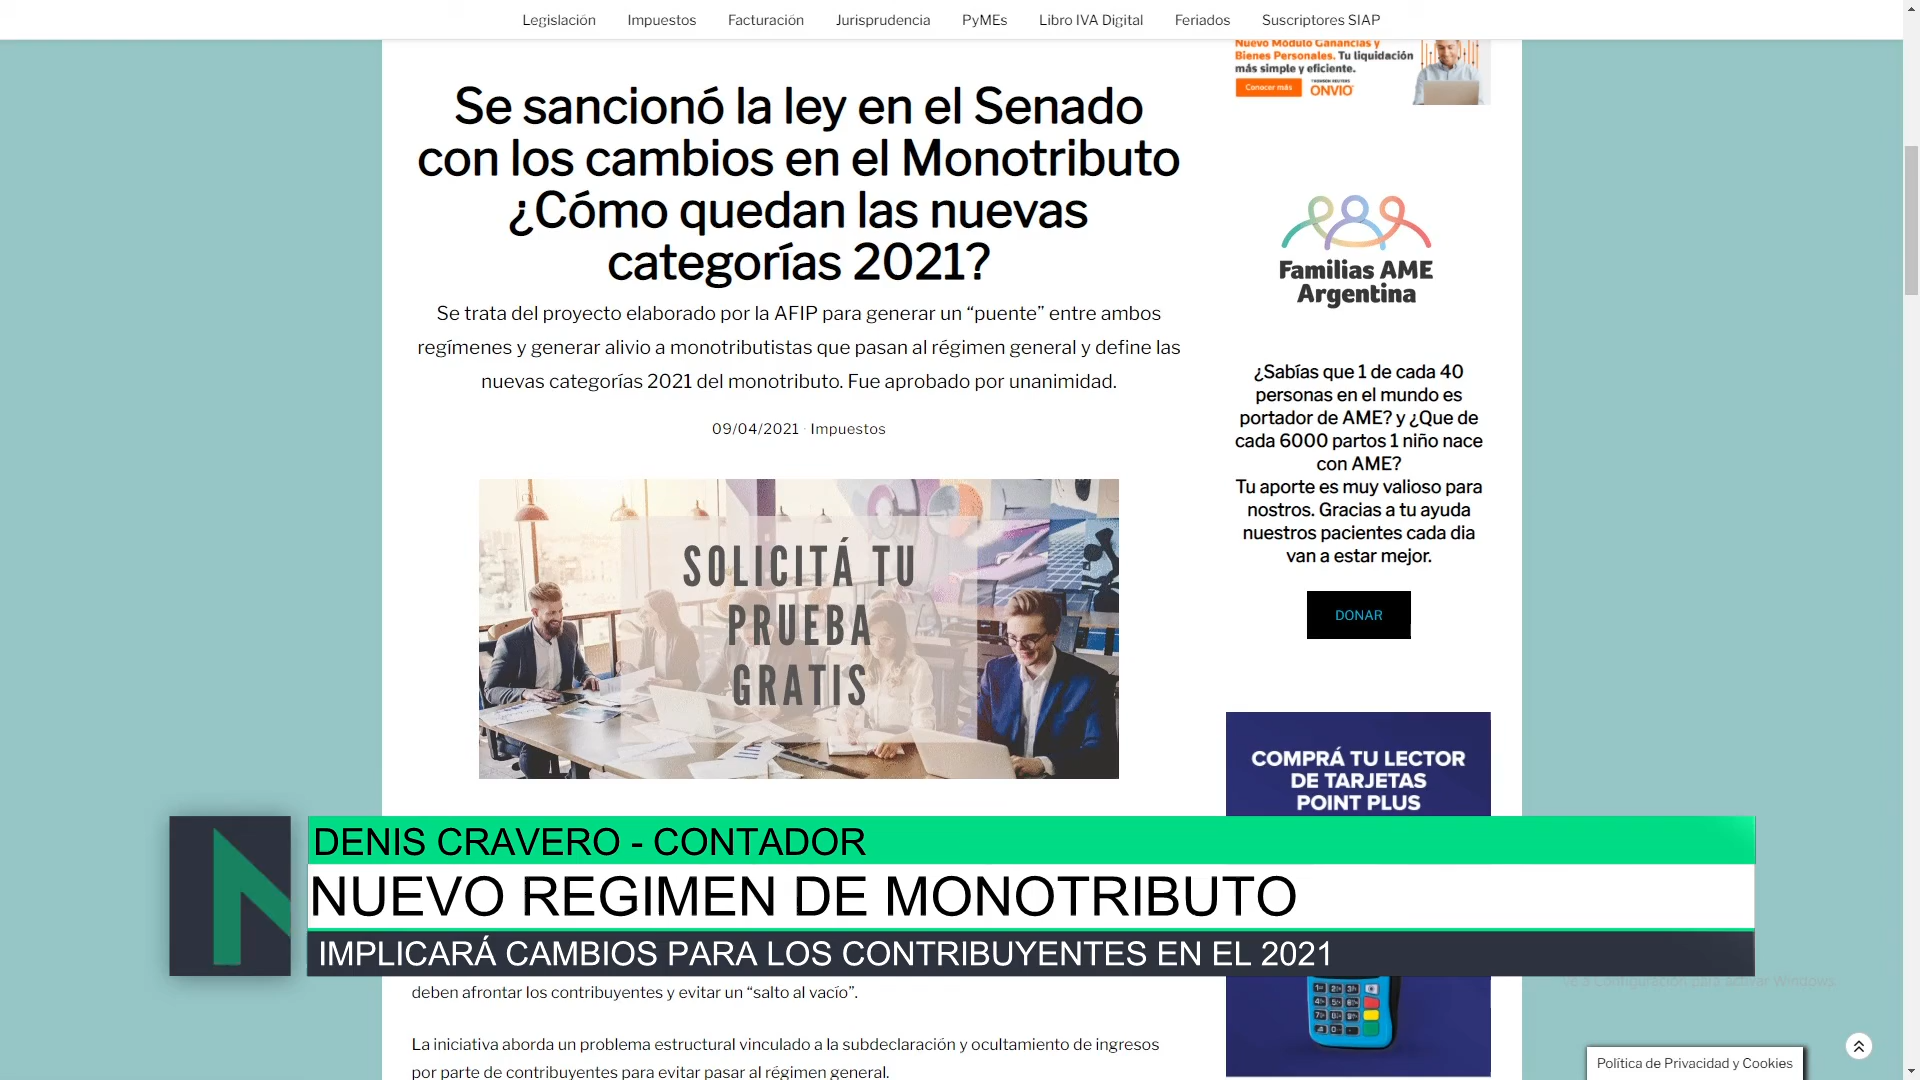 Legislación Impuestos Facturación Jurisprudencia PyMEs Libro IVA Digital Feriados Suscriptores SIAP
Se sancionó la ley en el Senado
con los cambios en el Monotributo
¿Cómo quedan las nuevas
categorías 2021?
Se trata del proyecto elaborado por la AFIP para generar un “puente” entre ambos
regímenes y generar alivio a monotributistas que pasan al régimen general y define las
nuevas categorías 2021 del monotributo. Fue aprobado por unanimidad.
09/04/2021 · Impuestos
SOLICITÁ TU
PRUEBA
GRATIS
Nuevo Módulo Ganancias y
Bienes Personales. Tu liquidación
más simple y eficiente.
Conocer más
THOMSON REUTERS
ONVIO
Familias AME
Argentina
¿Sabías que 1 de cada 40
personas en el mundo es
portador de AME? y ¿Que de
cada 6000 partos 1 niño nace
con AME?
Tu aporte es muy valioso para
nostros. Gracias a tu ayuda
nuestros pacientes cada dia
van a estar mejor.
DONAR
COMPRÁ TU LECTOR
DE TARJETAS
POINT PLUS
DENIS CRAVERO - CONTADOR
NUEVO REGIMEN DE MONOTRIBUTO
IMPLICARÁ CAMBIOS PARA LOS CONTRIBUYENTES EN EL 2021
deben afrontar los contribuyentes y evitar un “salto al vacío”.
La iniciativa aborda un problema estructural vinculado a la subdeclaración y ocultamiento de ingresos
por parte de contribuyentes para evitar pasar al régimen general.
Política de Privacidad y Cookies